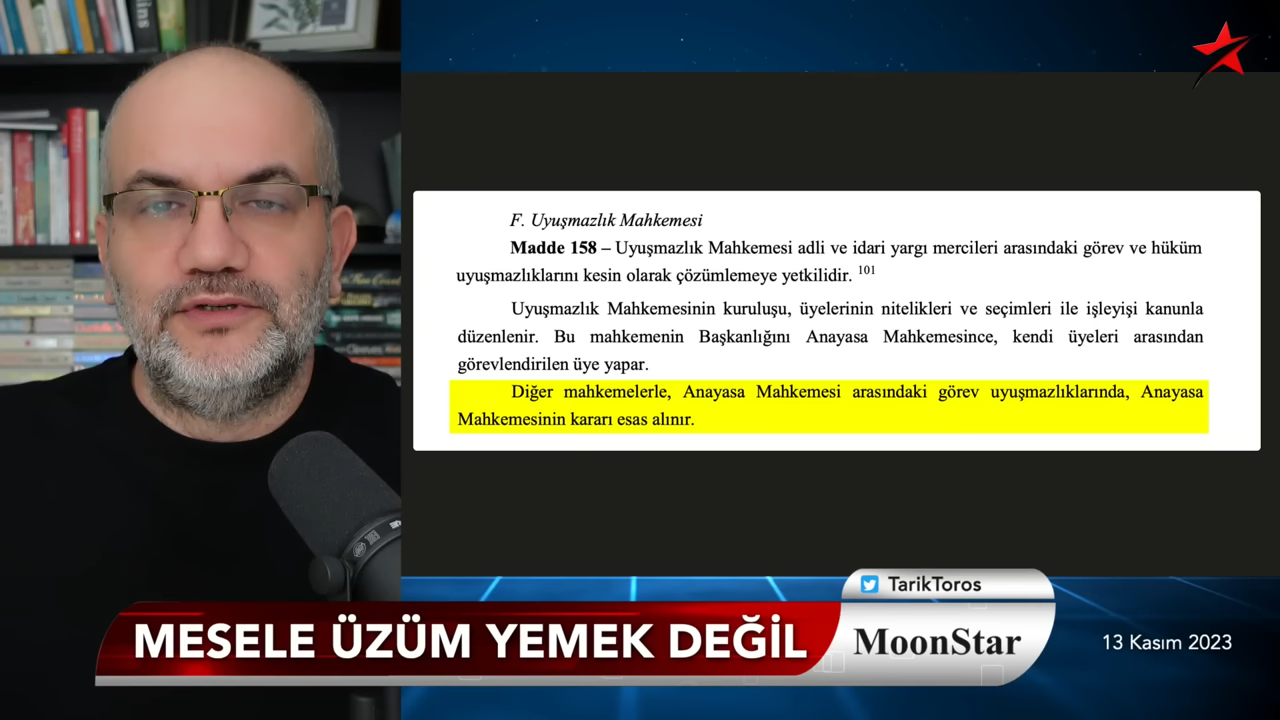 F. Uyuşmazlık Mahkemesi
Madde 158 – Uyuşmazlık Mahkemesi adli ve idari yargı mercileri arasındaki görev ve hüküm
uyuşmazlıklarını kesin olarak çözümlemeye yetkilidir. 101
Uyuşmazlık Mahkemesinin kuruluşu, üyelerinin nitelikleri ve seçimleri ile işleyişi kanunla
düzenlenir. Bu mahkemenin Başkanlığını Anayasa Mahkemesince, kendi üyeleri arasından
görevlendirilen üye yapar.
Diğer mahkemelerle, Anayasa Mahkemesi arasındaki görev uyuşmazlıklarında, Anayasa
Mahkemesinin kararı esas alınır.
TarikToros
MESELE ÜZÜM YEMEK DEĞİL
MoonStar
13 Kasım 2023